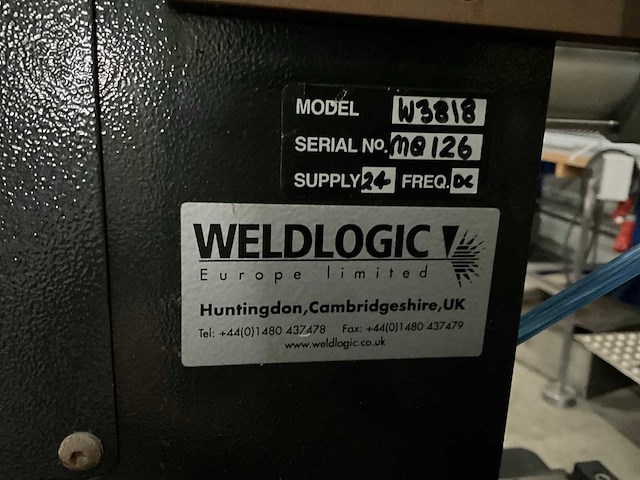 MODEL W3818
SERIAL No. MQ126
SUPPLY 24 FREQ. DC
WELDLOGIC
Europe limited
Huntingdon,Cambridgeshire,UK
Tel: +44(0)1480 437478 Fax: +44(0)1480 437479
www.weldlogic.co.uk